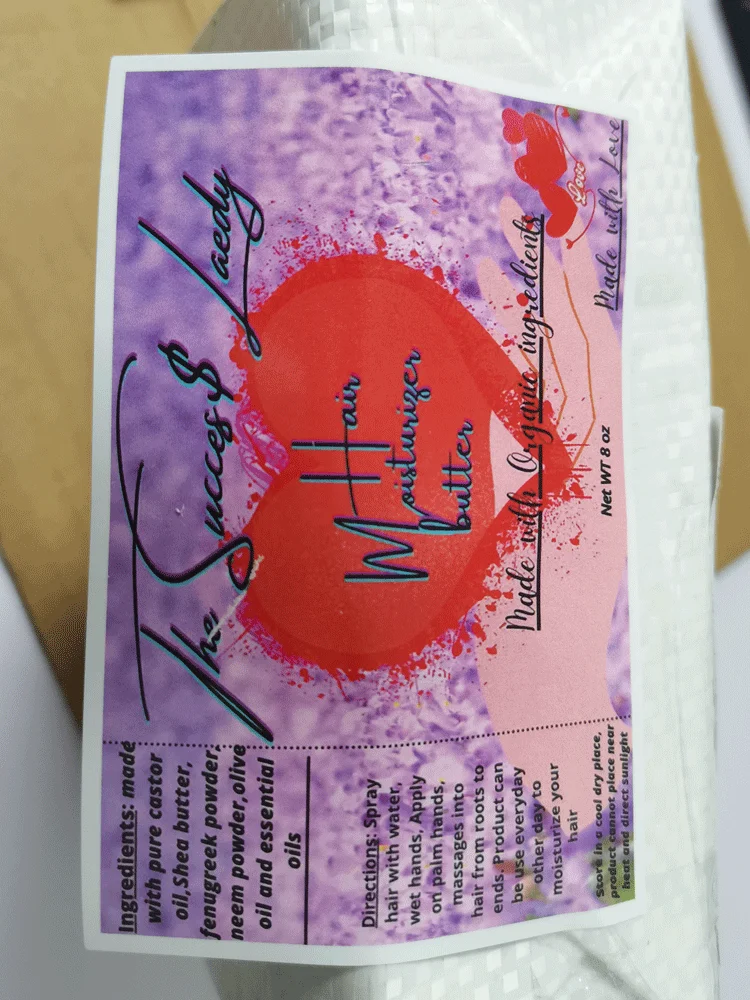 Ingredients: made
with pure castor
oil,Shea butter,
fenugreek powder,
neem powder,olive
oil and essential
oils
Directions: Spray
hair with water,
wet hands, Apply
on palm hands,
massages into
hair from roots to
ends. Product can
be use everyday
other day to
moisturize your
hair
Store in a cool dry place,
product cannot place near
heat and direct sunlight
The Succes$ Laedy
Hair
Moisturizer
butter
Made with Organic ingredients
Net WT 8 oz
Love
Made with Love